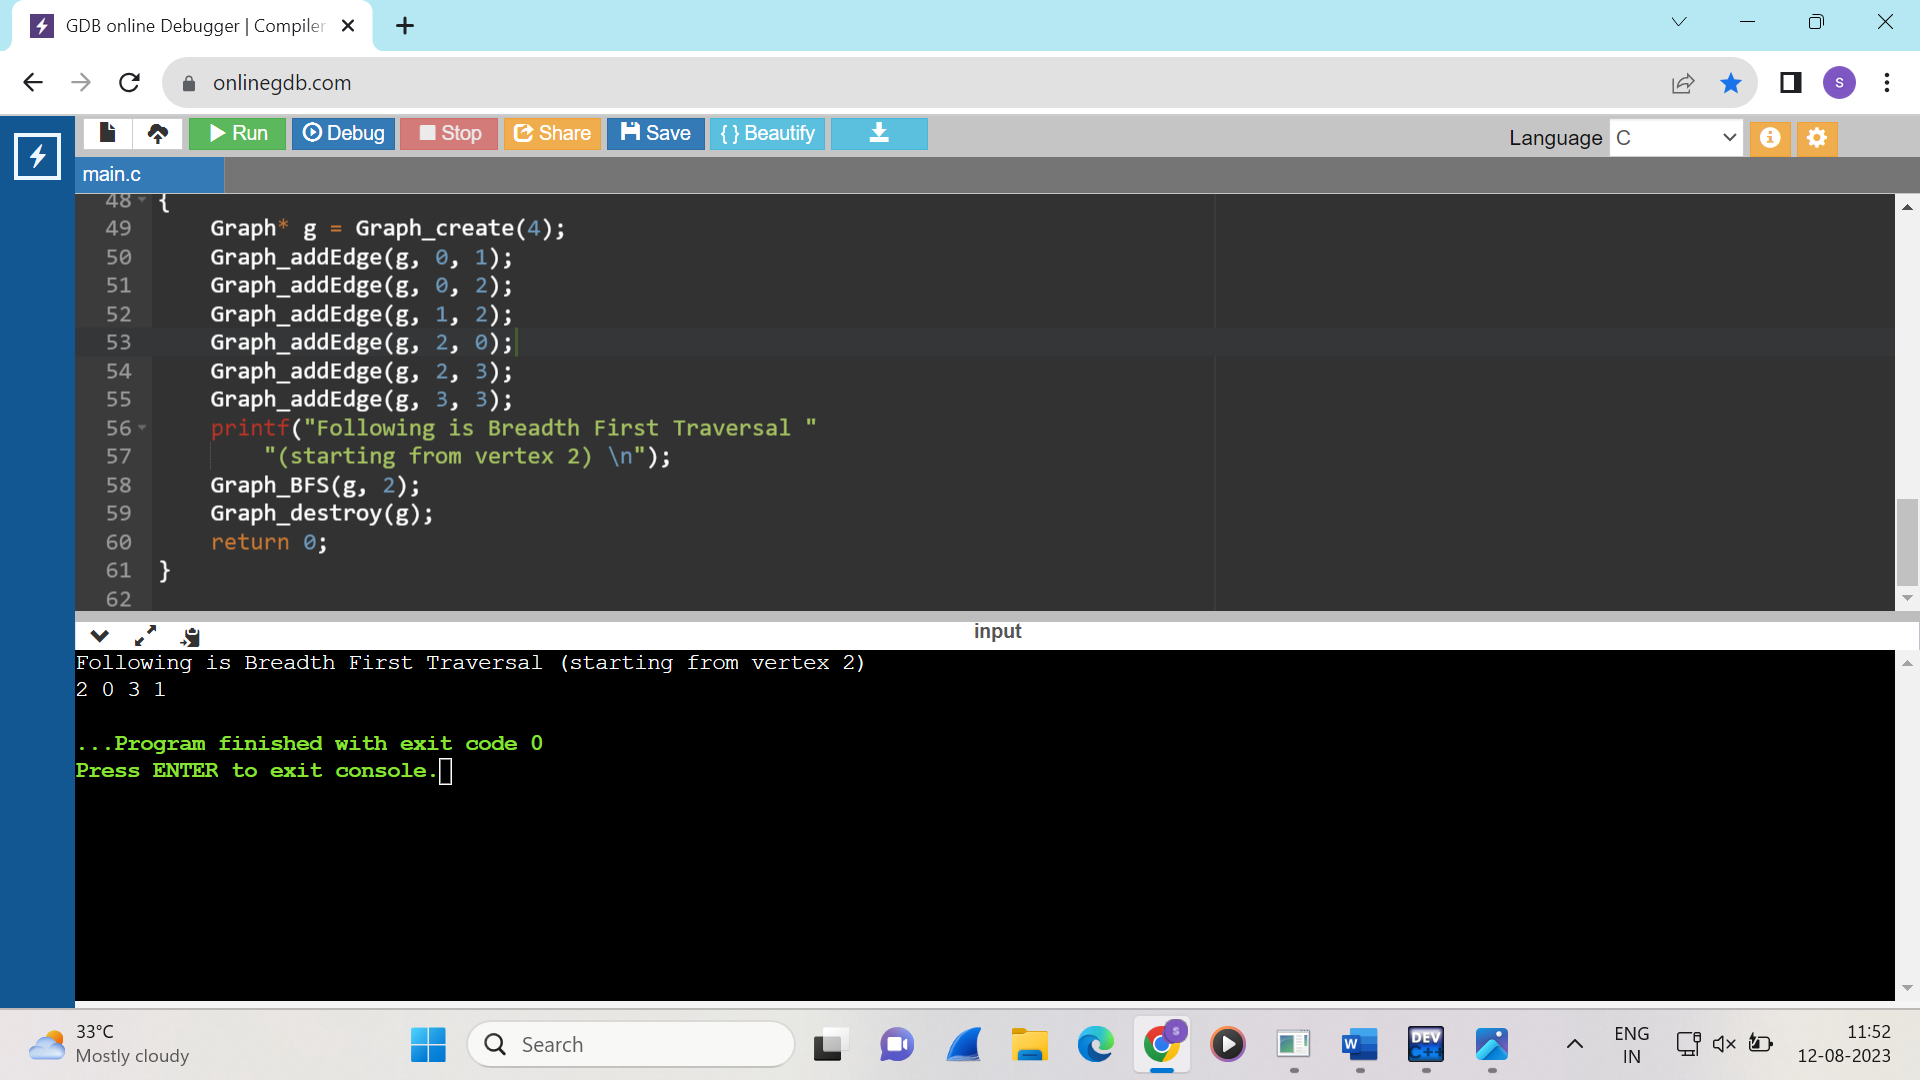 GDB online Debugger | Compiler
onlinegdb.com
S
Run Debug Stop Share Save { } Beautify
Language C
main.c
48 {
49 Graph* g = Graph_create(4);
50 Graph_addEdge(g, 0, 1);
51 Graph_addEdge(g, 0, 2);
52 Graph_addEdge(g, 1, 2);
53 Graph_addEdge(g, 2, 0);
54 Graph_addEdge(g, 2, 3);
55 Graph_addEdge(g, 3, 3);
56 printf("Following is Breadth First Traversal "
57 "(starting from vertex 2) \n");
58 Graph_BFS(g, 2);
59 Graph_destroy(g);
60 return 0;
61 }
62
input
Following is Breadth First Traversal (starting from vertex 2)
2 0 3 1
...Program finished with exit code 0
Press ENTER to exit console.
33°C
Mostly cloudy
Search
S
W
DEV
C++
ENG
IN
11:52
12-08-2023